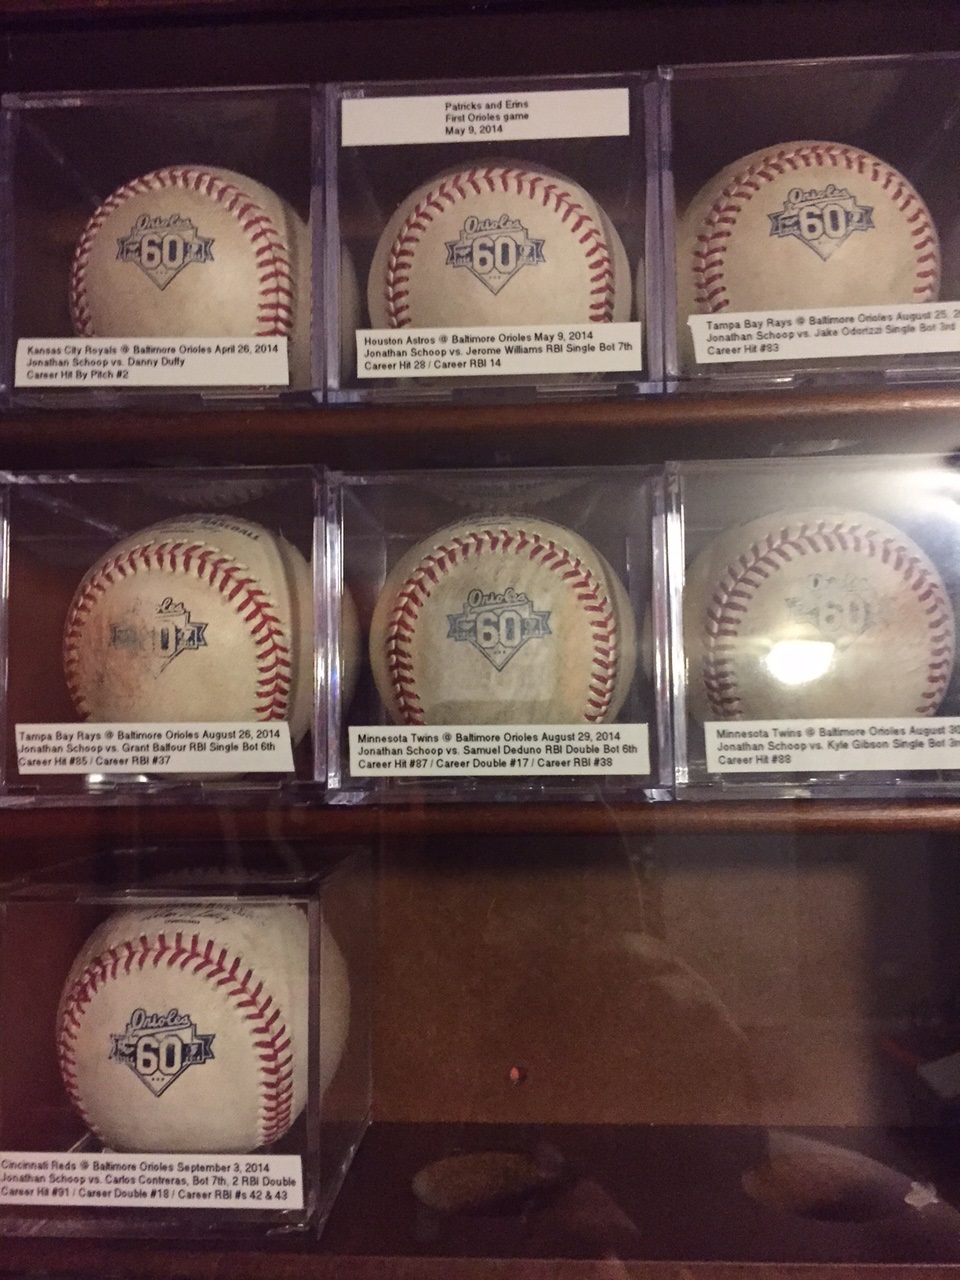 Patricks and Erins
First Orioles game
May 9, 2014
Orioles
60
Orioles
60
Orioles
60
Kansas City Royals @ Baltimore Orioles April 26, 2014
Jonathan Schoop vs. Danny Duffy
Career Hit By Pitch #2
Houston Astros @ Baltimore Orioles May 9, 2014
Jonathan Schoop vs. Jerome Williams RBI Single Bot 7th
Career Hit 28 / Career RBI 14
Tampa Bay Rays @ Baltimore Orioles August 25,
Jonathan Schoop vs. Jake Odorizzi Single Bot 3rd
Career Hit #83
BASEBALL
oles
0
Orioles
60
Orioles
60
Tampa Bay Rays @ Baltimore Orioles August 26, 2014
Jonathan Schoop vs. Grant Balfour RBI Single Bot 6th
Career Hit #85 / Career RBI #37
Minnesota Twins @ Baltimore Orioles August 29, 2014
Jonathan Schoop vs. Samuel Deduno RBI Double Bot 6th
Career Hit #87 / Career Double #17 / Career RBI #38
Minnesota Twins @ Baltimore Orioles August 30
Jonathan Schoop vs. Kyle Gibson Single Bot
Career Hit #88
Orioles
60
Cincinnati Reds @ Baltimore Orioles September 3, 2014
Jonathan Schoop vs. Carlos Contreras, Bot 7th, 2 RBI Double
Career Hit #91 / Career Double #18 / Career RBI #s 42 & 43